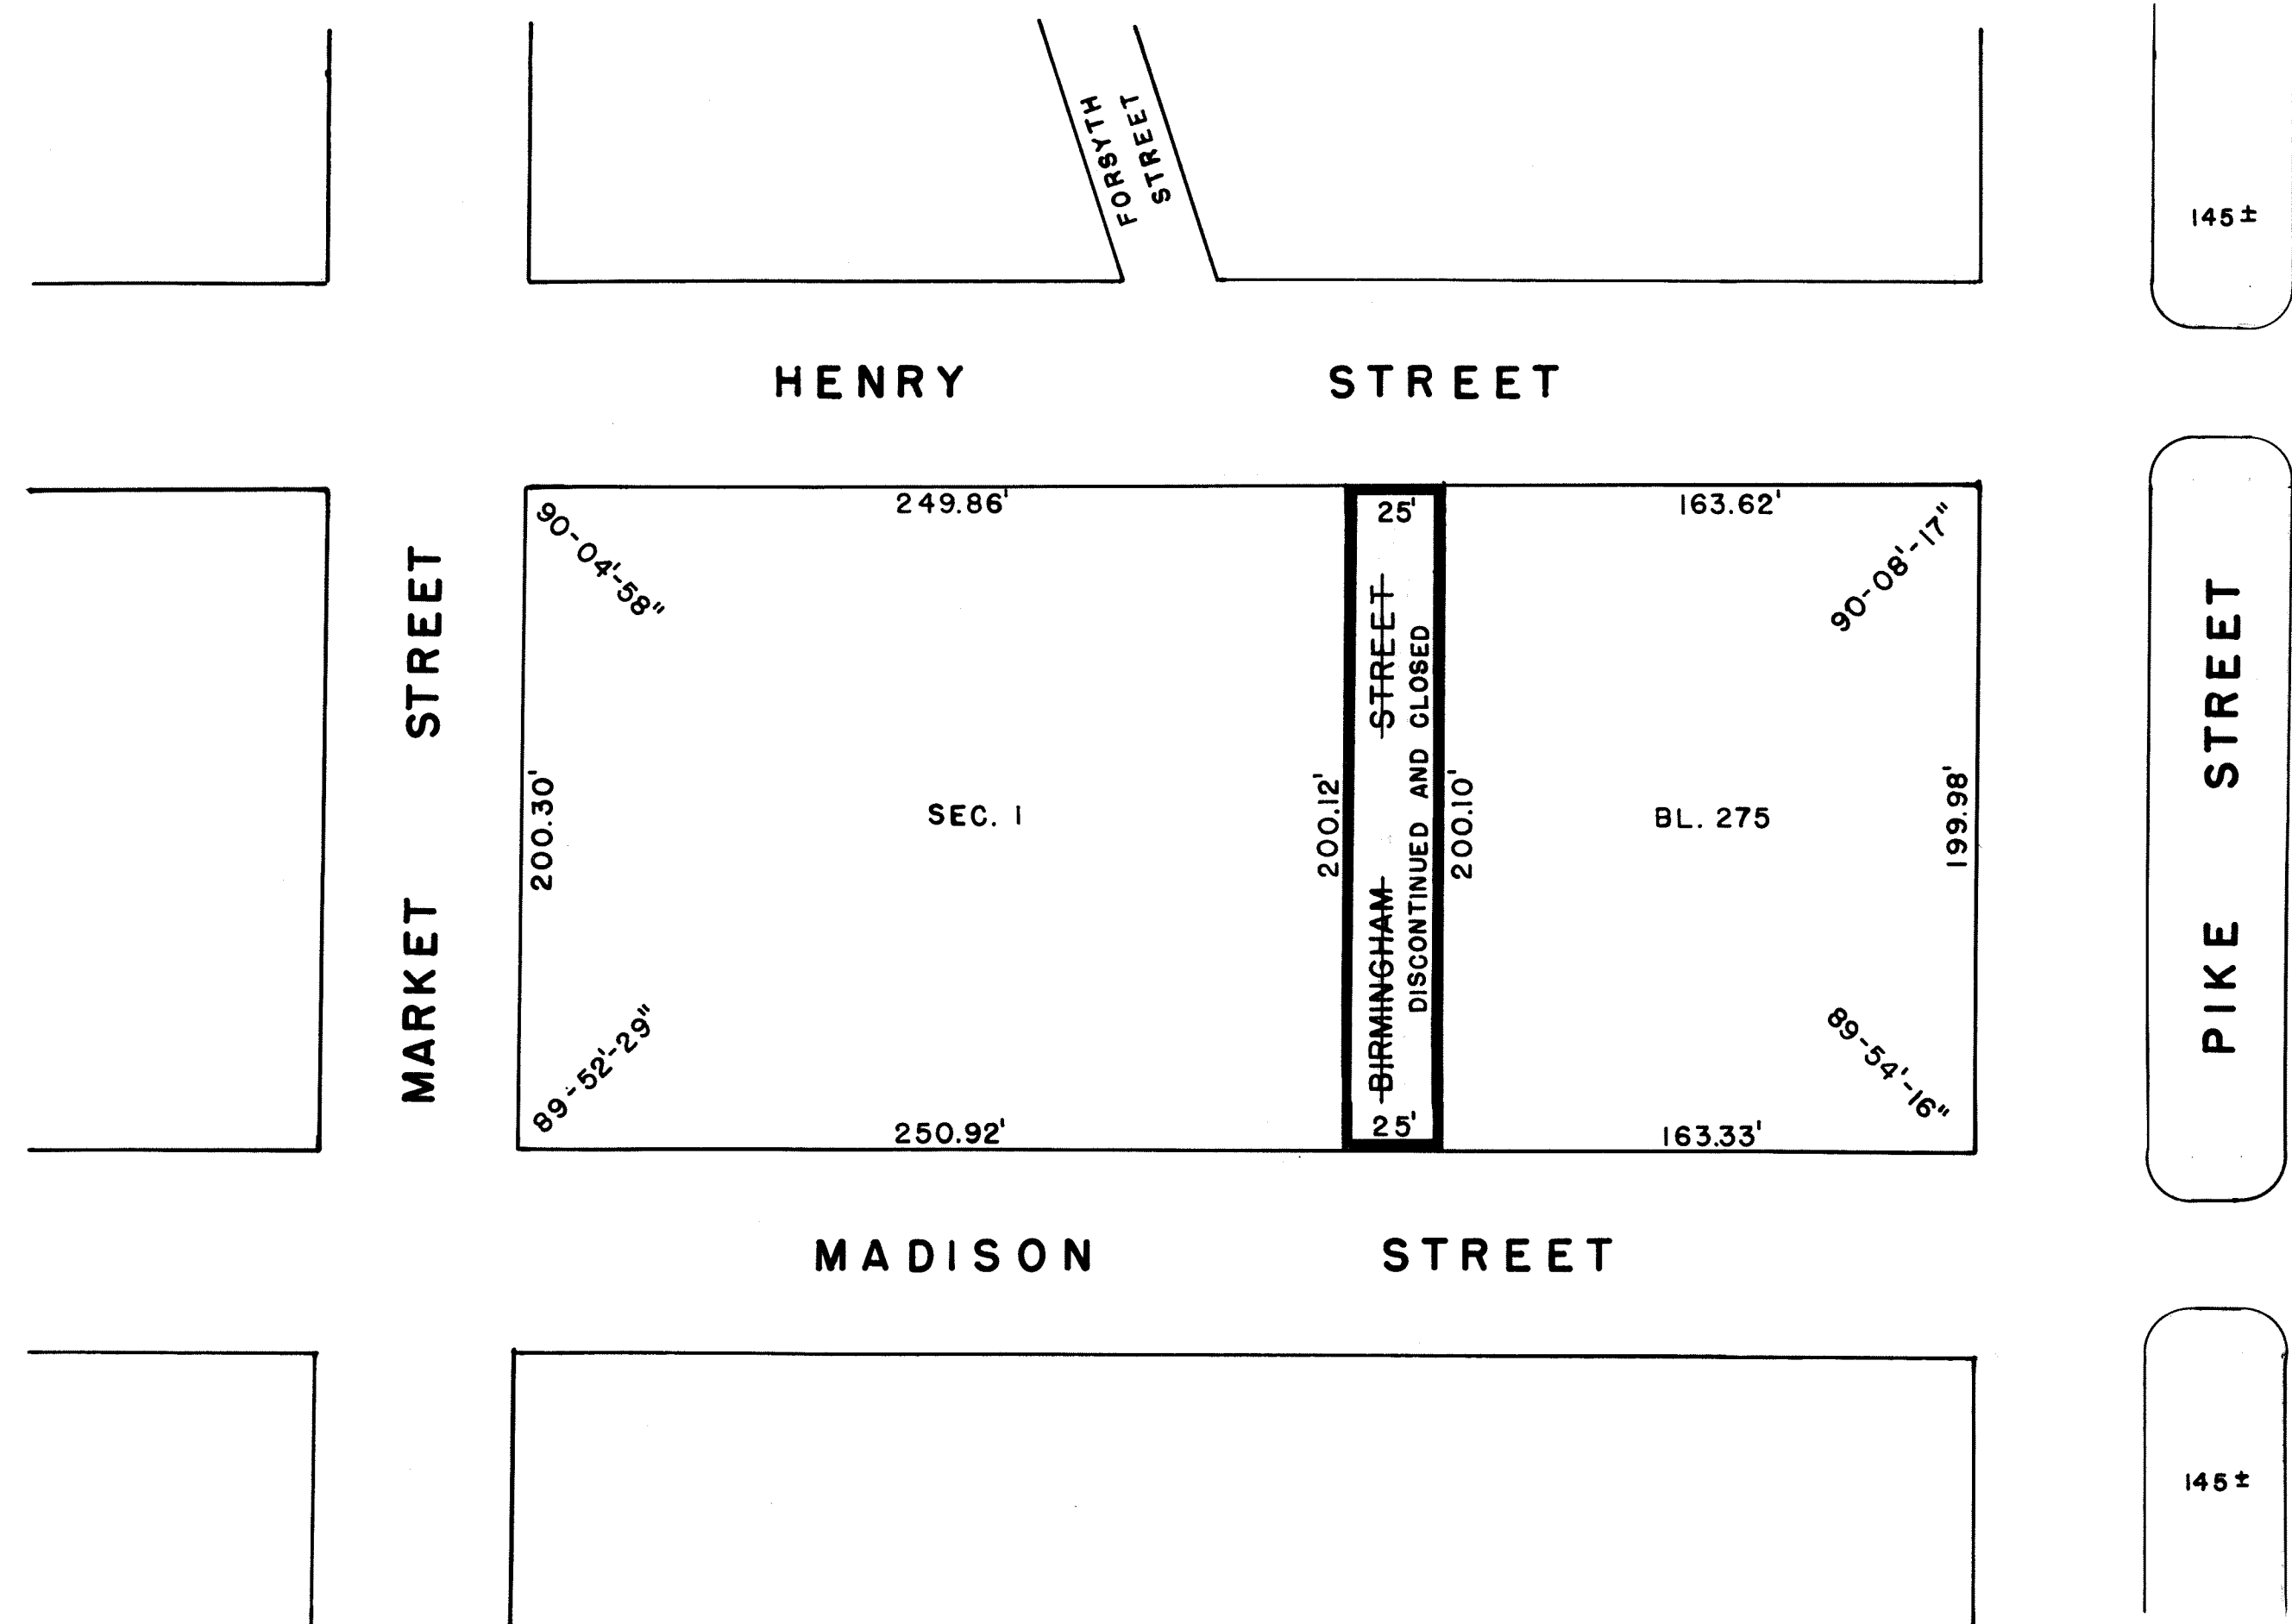 FORSYTH
STREET
145±
HENRY STREET
249.86'
25'
163.62'
90-04'-58"
90-08'-17"
MARKET STREET
200.30'
SEC. 1
200.12'
BIRMINGHAM STREET
DISCONTINUED AND CLOSED
200.10'
BL. 275
199.98'
PIKE STREET
89-52'-29"
89-54'-16"
250.92'
25'
163.33'
MADISON STREET
145±